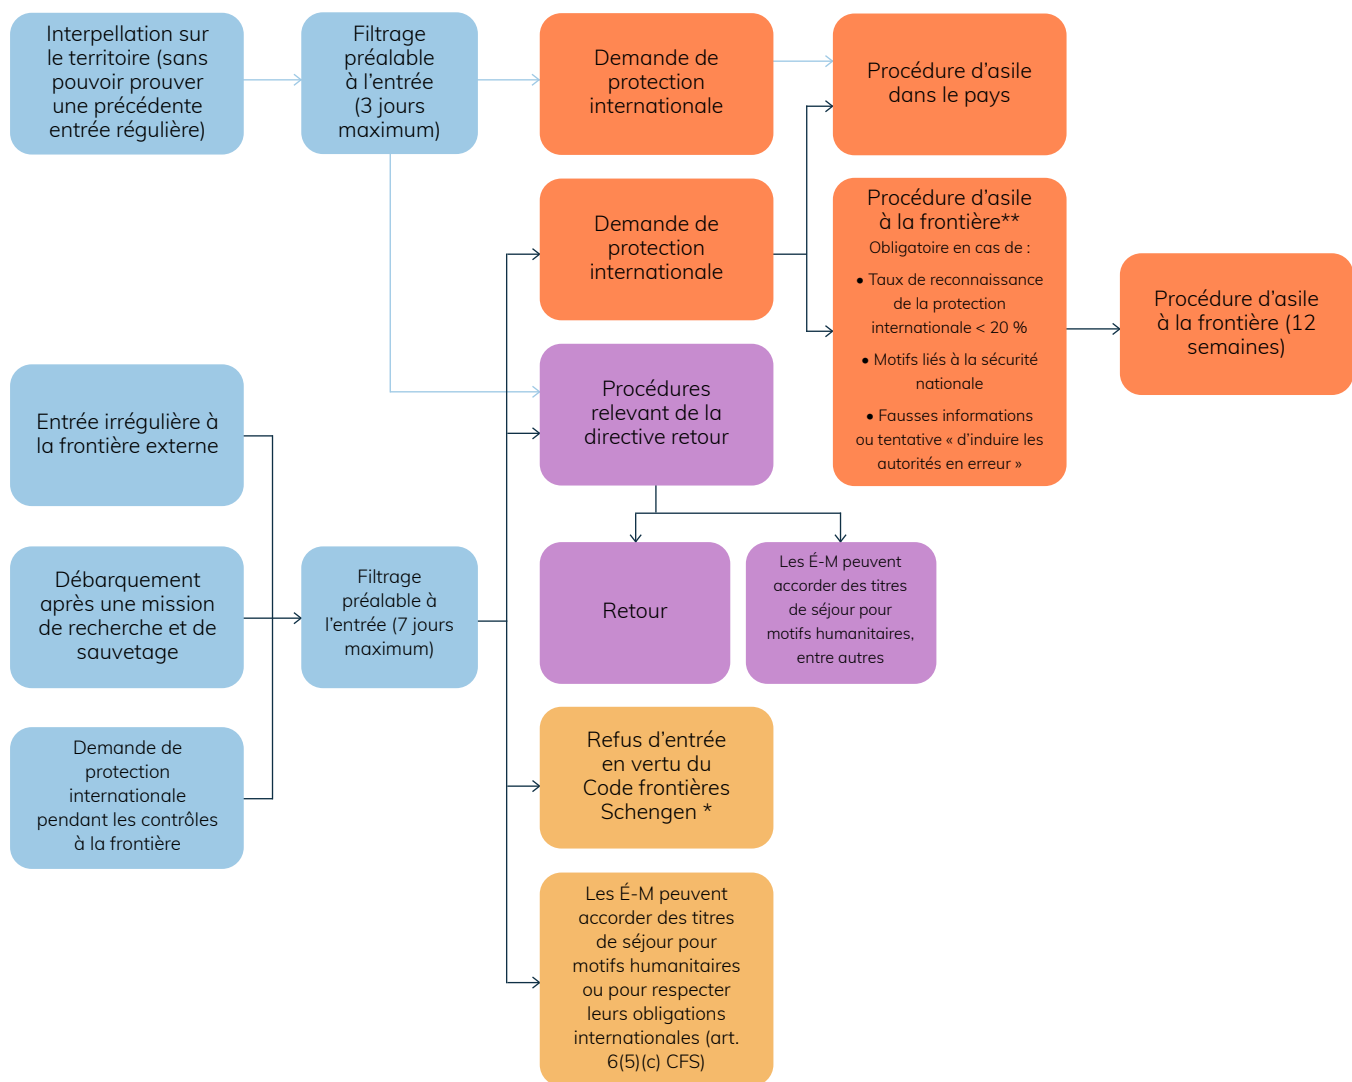 Interpellation sur
le territoire (sans
pouvoir prouver
une précédente
entrée régulière)
Filtrage
préalable
à l’entrée
(3 jours
maximum)
Demande de
protection
internationale
Procédure d’asile
dans le pays
Demande de
protection
internationale
Procédure d’asile
à la frontière**
Obligatoire en cas de :
• Taux de reconnaissance
de la protection
internationale < 20 %
• Motifs liés à la sécurité
nationale
• Fausses informations
ou tentative « d’induire les
autorités en erreur »
Procédure d’asile
à la frontière (12
semaines)
Entrée irrégulière à
la frontière externe
Procédures
relevant de la
directive retour
Débarquement
après une mission
de recherche et de
sauvetage
Filtrage
préalable à
l’entrée (7 jours
maximum)
Retour
Les É-M peuvent
accorder des titres
de séjour pour
motifs humanitaires,
entre autres
Demande de
protection
internationale
pendant les contrôles
à la frontière
Refus d’entrée
en vertu du
Code frontières
Schengen *
Les É-M peuvent
accorder des titres
de séjour pour
motifs humanitaires
ou pour respecter
leurs obligations
internationales (art.
6(5)(c) CFS)